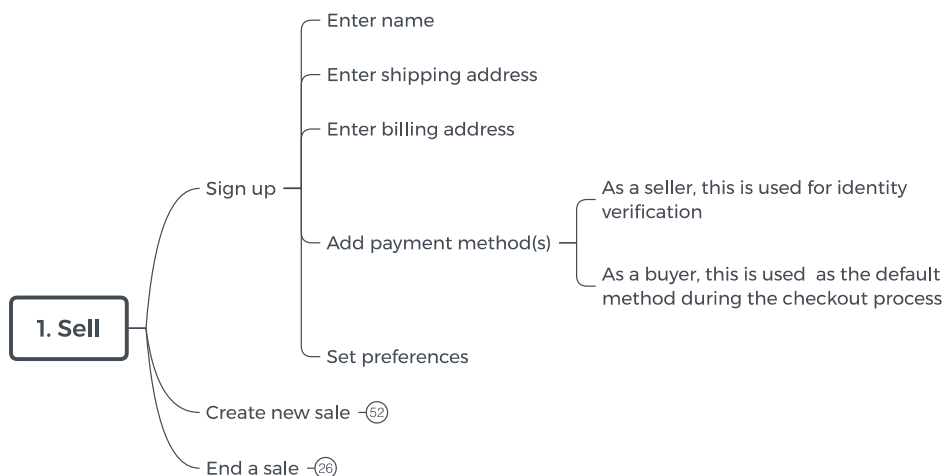 Enter name
Enter shipping address
Enter billing address
Sign up
As a seller, this is used for identity
verification
Add payment method(s)
As a buyer, this is used  as the default
method during the checkout process
1. Sell
Set preferences
Create new sale 52
End a sale 26